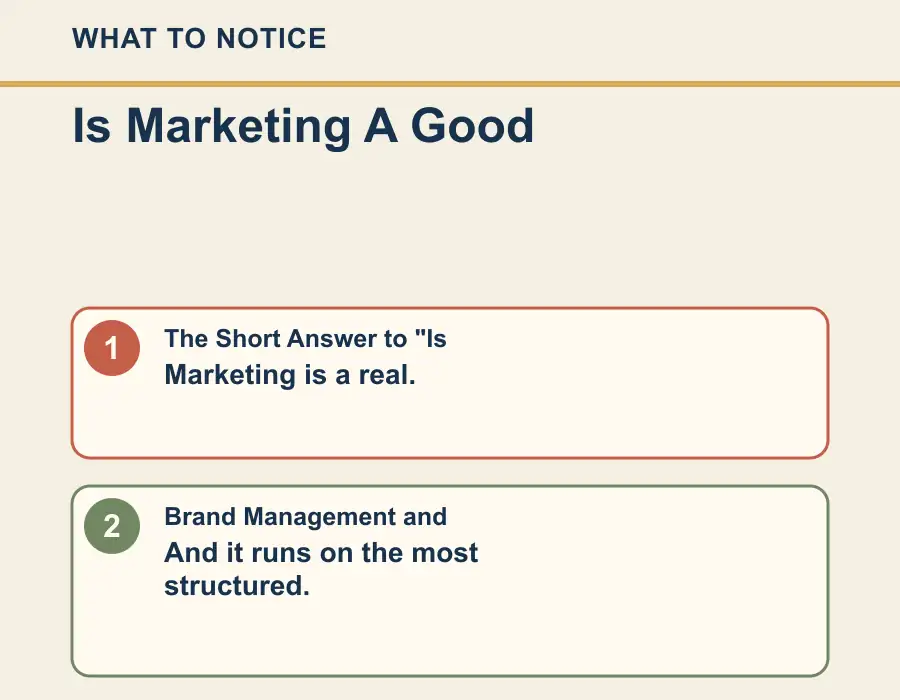 WHAT TO NOTICE
Is Marketing A Good
1
The Short Answer to "Is
Marketing is a real.
2
Brand Management and
And it runs on the most
structured.